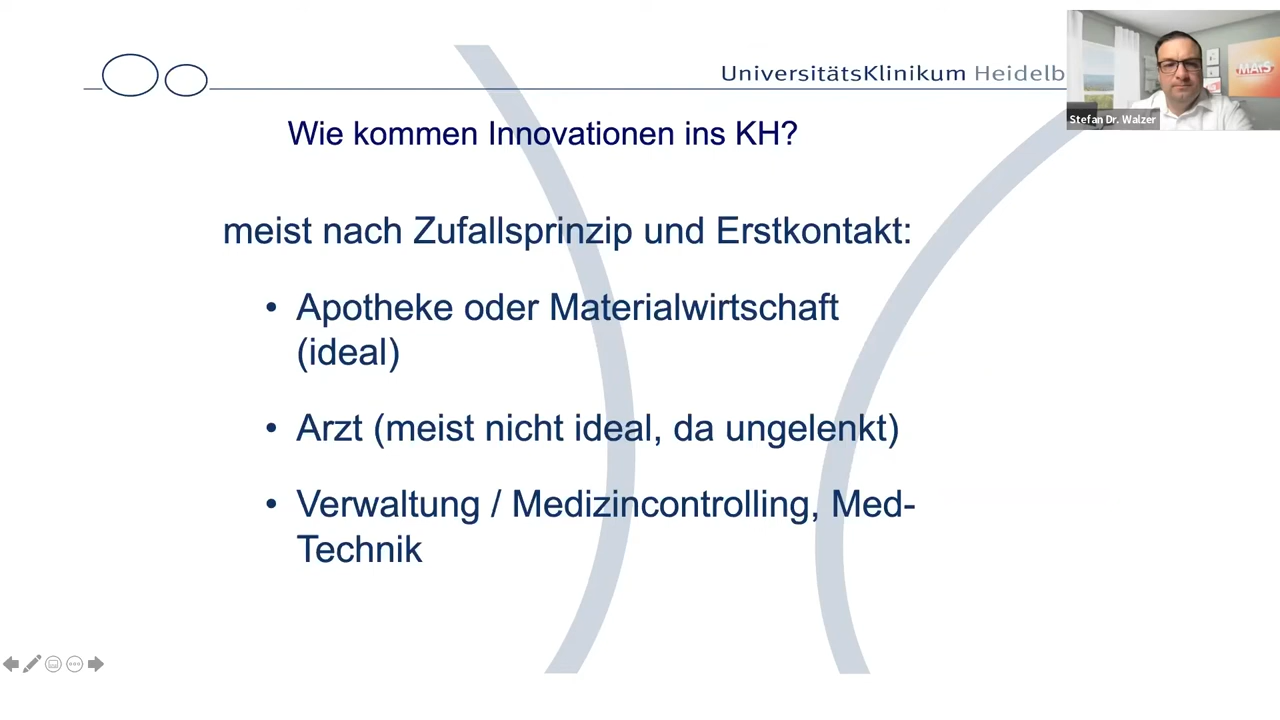 UniversitätsKlinikum Heidelb
MArS
Stefan Dr. Walzer
Wie kommen Innovationen ins KH?
meist nach Zufallsprinzip und Erstkontakt:
• Apotheke oder Materialwirtschaft
(ideal)
• Arzt (meist nicht ideal, da ungelenkt)
• Verwaltung / Medizincontrolling, Med-
Technik